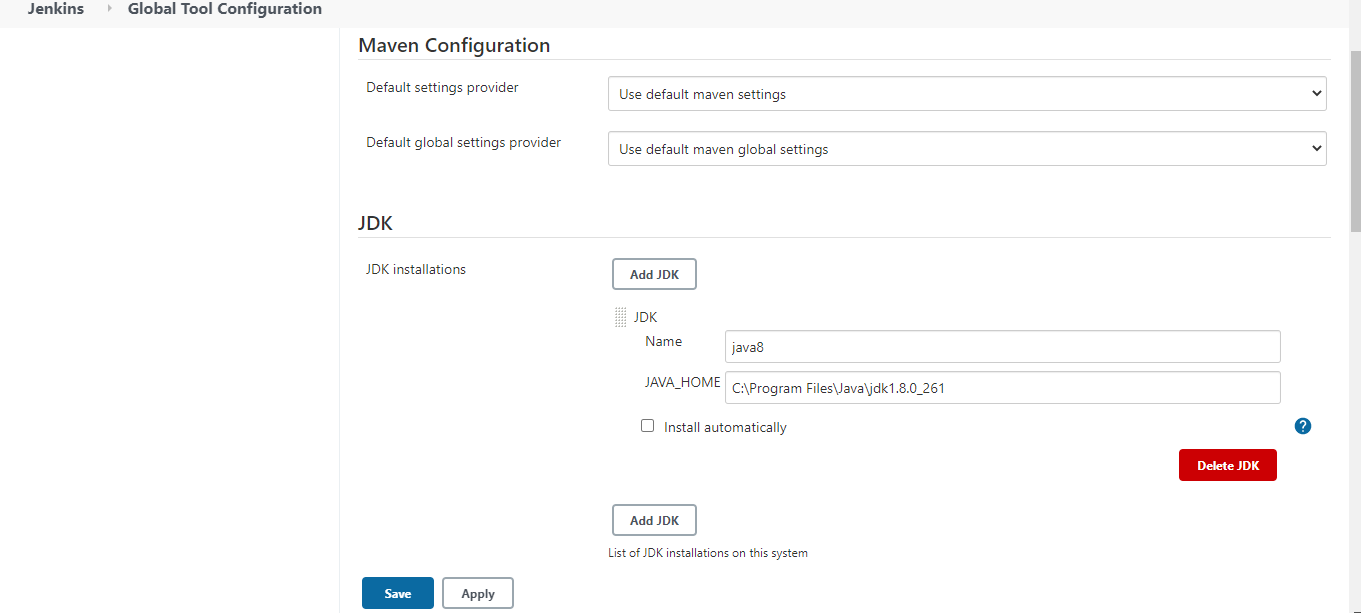 Jenkins Global Tool Configuration
Maven Configuration
Default settings provider
Use default maven settings
Default global settings provider
Use default maven global settings
JDK
JDK installations
Add JDK
JDK
Name
java8
JAVA_HOME
C:\Program Files\Java\jdk1.8.0_261
Install automatically
?
Delete JDK
Add JDK
List of JDK installations on this system
Save Apply